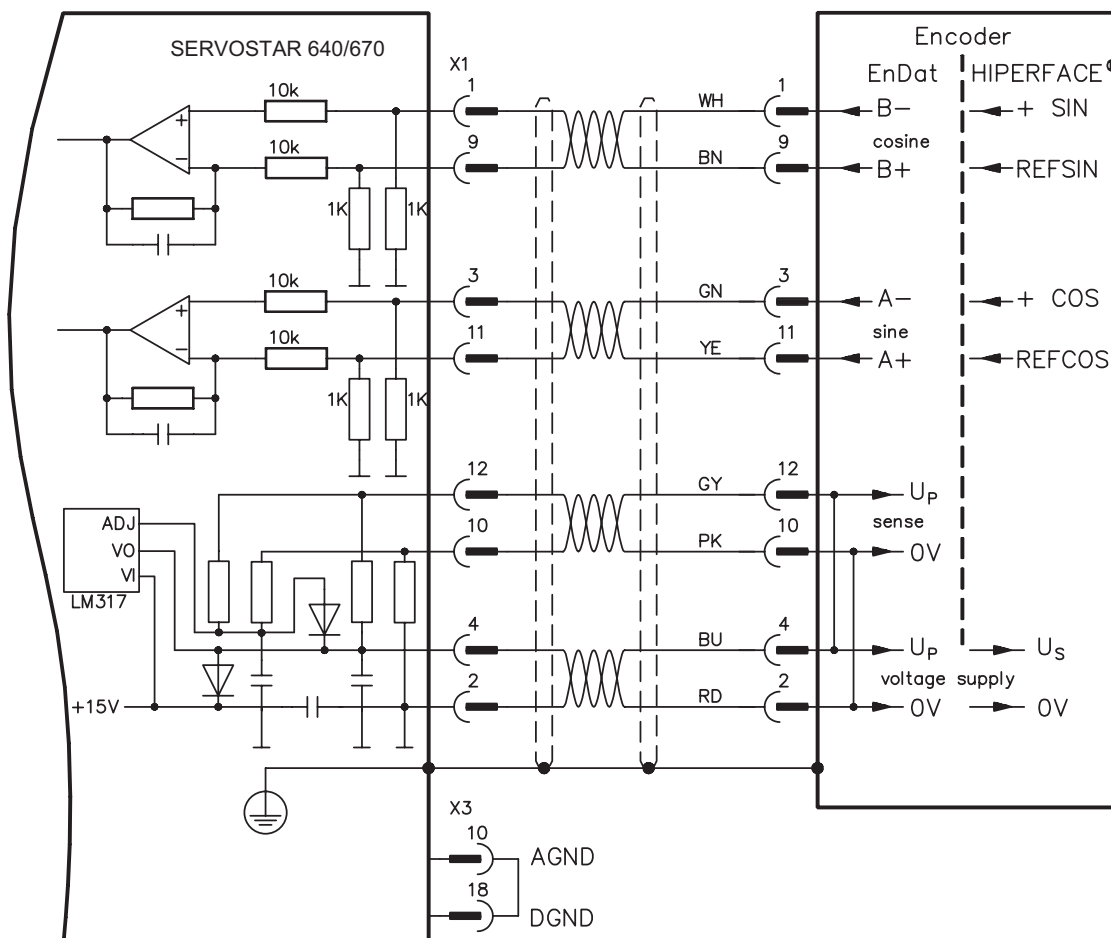 SERVOSTAR 640/670
X1
Encoder
EnDat
HIPERFACE®
10k
1
WH
1
B-
+ SIN
cosine
10k
9
BN
9
B+
REFSIN
1K
1K
10k
3
GN
3
A-
+ COS
sine
10k
11
YE
11
A+
REFCOS
1K
1K
12
GY
12
UP
sense
ADJ
10
PK
10
0V
VO
VI
LM317
4
BU
4
UP
US
voltage supply
+15V
2
RD
2
0V
0V
X3
10
AGND
18
DGND